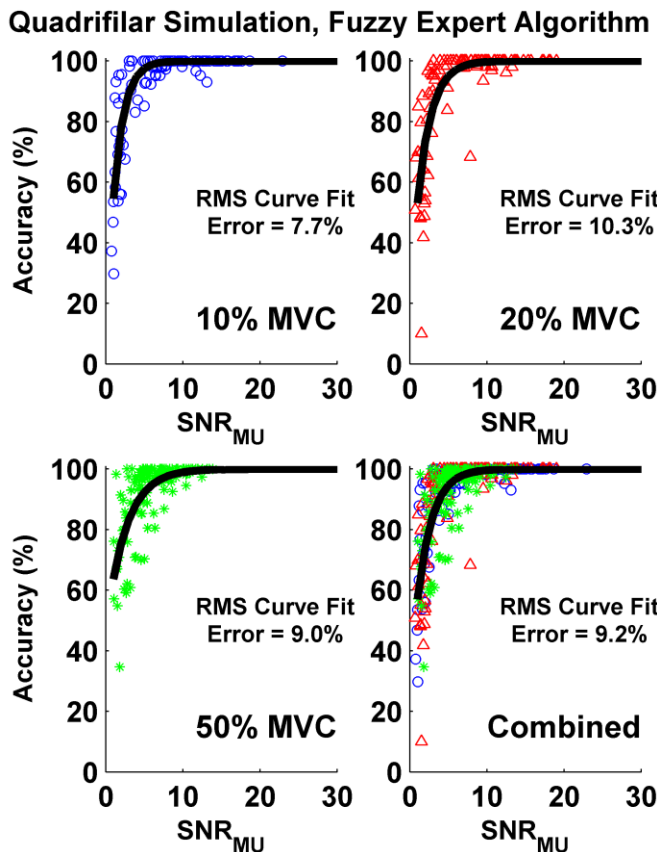 Quadrifilar Simulation, Fuzzy Expert Algorithm
Accuracy (%)
100
80
60
40
20
0
RMS Curve Fit
Error = 7.7%
10% MVC
0 10 20 30
SNR_MU
100
80
60
40
20
0
RMS Curve Fit
Error = 10.3%
20% MVC
0 10 20 30
SNR_MU
Accuracy (%)
100
80
60
40
20
0
RMS Curve Fit
Error = 9.0%
50% MVC
0 10 20 30
SNR_MU
100
80
60
40
20
0
RMS Curve Fit
Error = 9.2%
Combined
0 10 20 30
SNR_MU